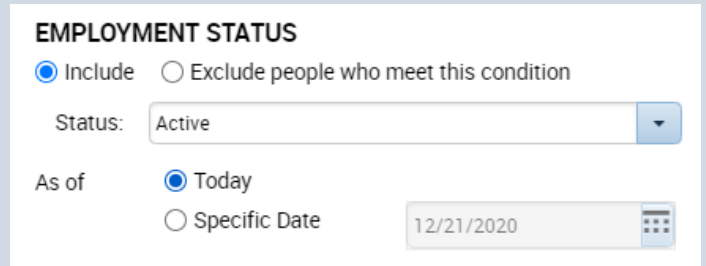 EMPLOYMENT STATUS
Include Exclude people who meet this condition
Status: Active
As of Today
Specific Date 12/21/2020